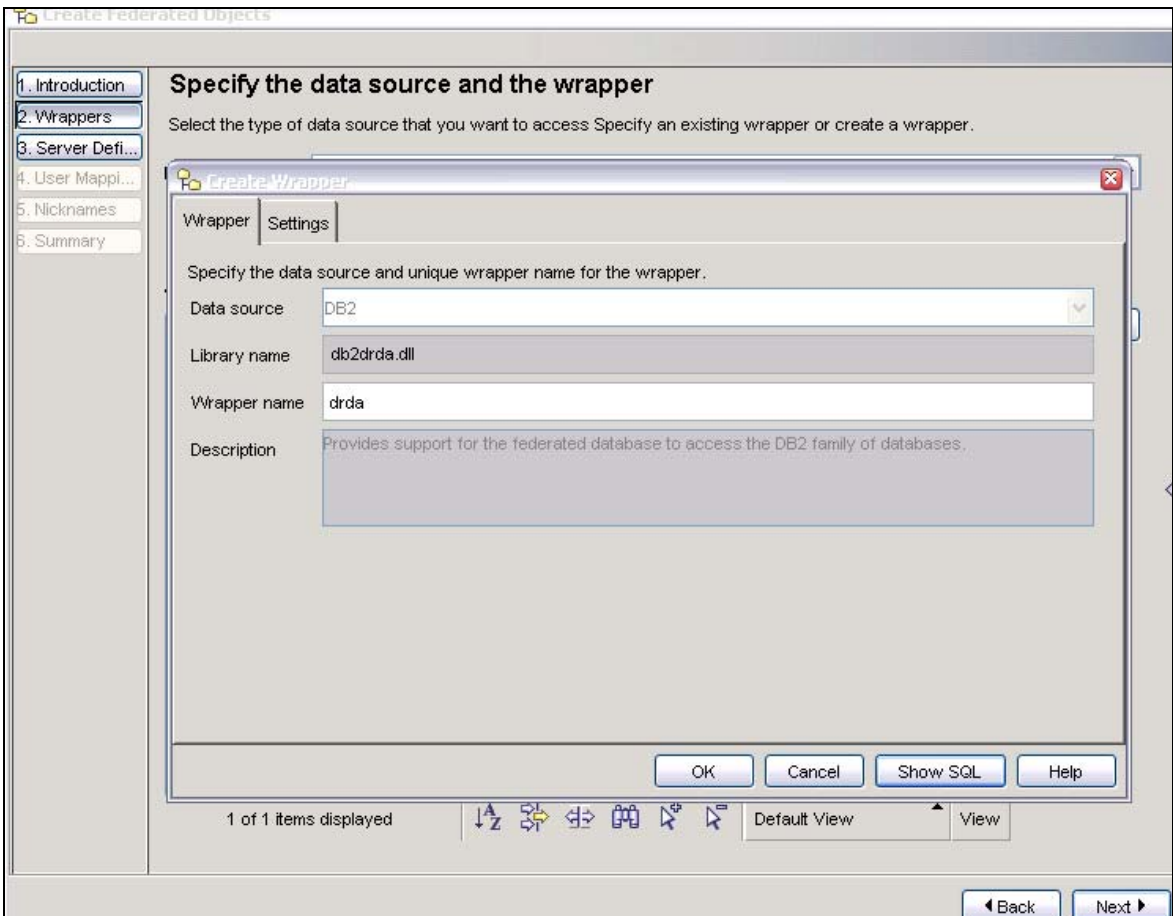 Create Federated Objects
1. Introduction
2. Wrappers
3. Server Defi...
4. User Mappi...
5. Nicknames
6. Summary
Specify the data source and the wrapper
Select the type of data source that you want to access Specify an existing wrapper or create a wrapper.
Create Wrapper
Wrapper
Settings
Specify the data source and unique wrapper name for the wrapper.
Data source DB2
Library name db2drda.dll
Wrapper name drda
Description Provides support for the federated database to access the DB2 family of databases.
OK Cancel Show SQL Help
1 of 1 items displayed Default View View
Back Next